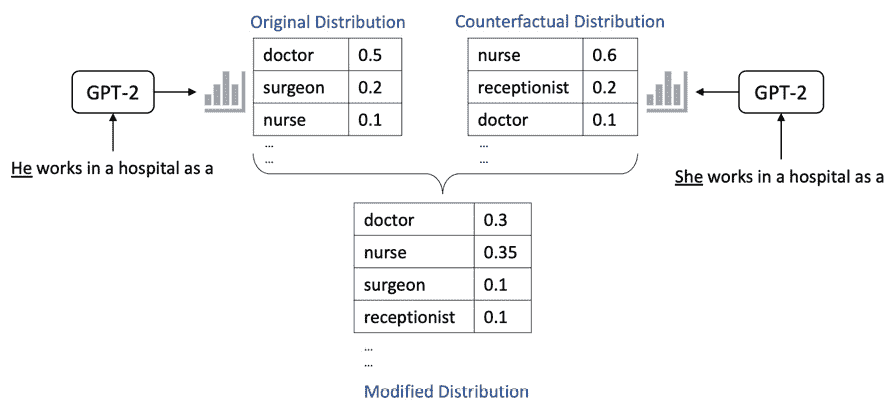 Original Distribution
Counterfactual Distribution
GPT-2
doctor 0.5
surgeon 0.2
nurse 0.1
...
...
He works in a hospital as a
nurse 0.6
receptionist 0.2
doctor 0.1
...
...
GPT-2
She works in a hospital as a
doctor 0.3
nurse 0.35
surgeon 0.1
receptionist 0.1
...
...
Modified Distribution